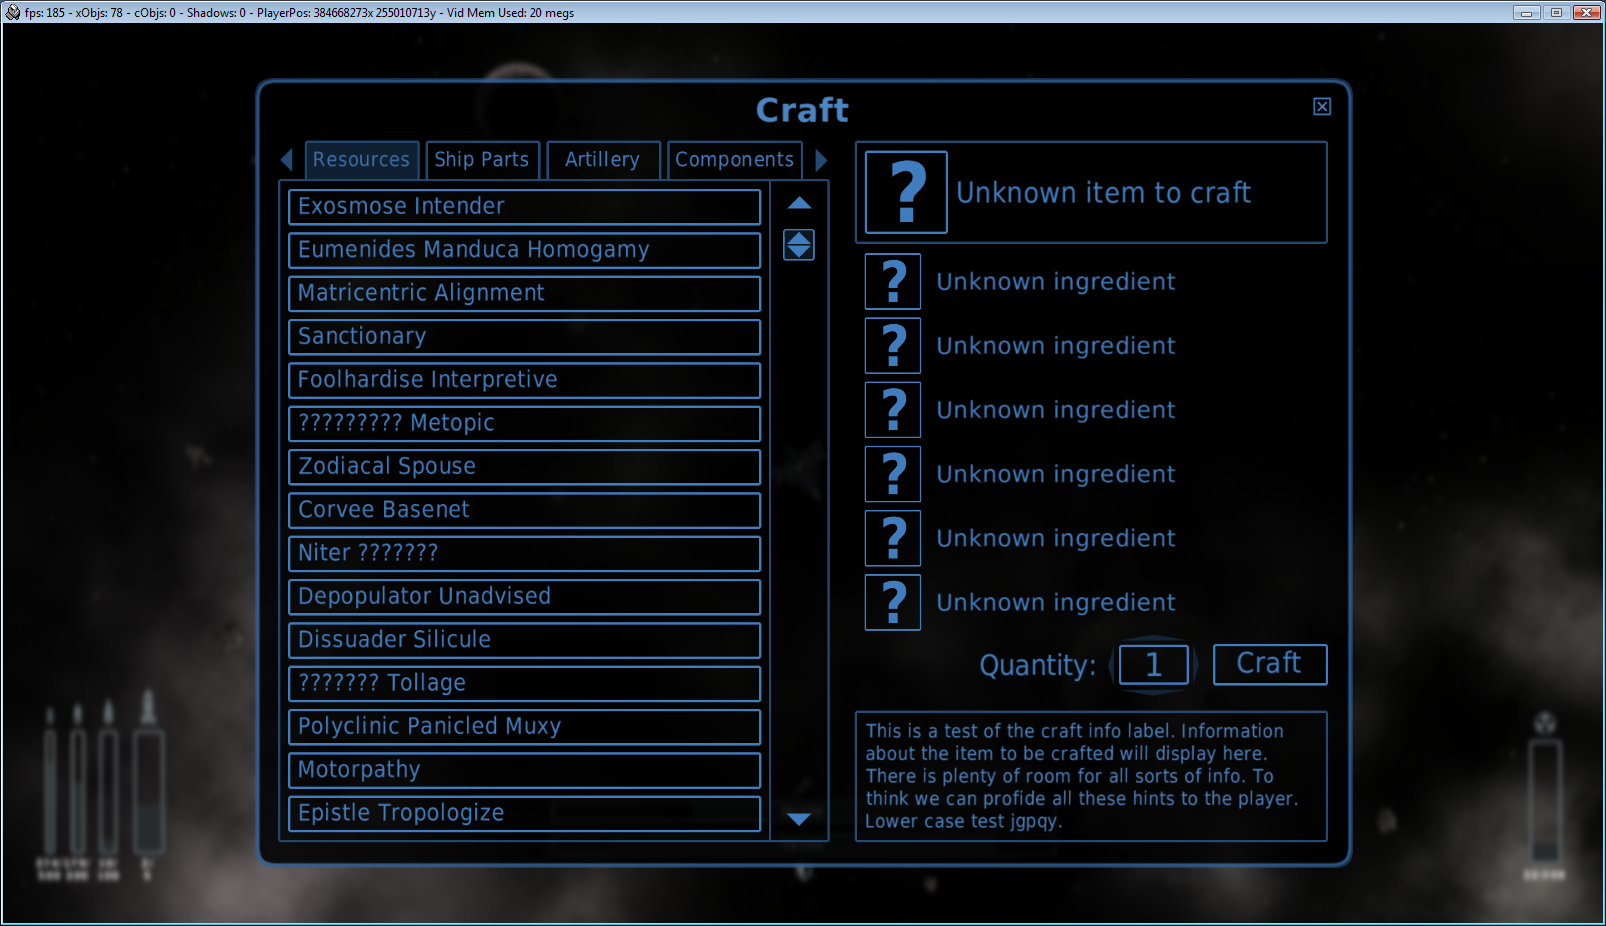 fps: 185 - xObjs: 78 - cObjs: 0 - Shadows: 0 - PlayerPos: 384668273x 255010713y - Vid Mem Used: 20 megs
Craft
Resources
Ship Parts
Artillery
Components
Exosmose Intender
Eumenides Manduca Homogamy
Matricentric Alignment
Sanctionary
Foolhardise Interpretive
????????? Metopic
Zodiacal Spouse
Corvee Basenet
Niter ???????
Depopulator Unadvised
Dissuader Silicule
??????? Tollage
Polyclinic Panicled Muxy
Motorpathy
Epistle Tropologize
? Unknown item to craft
? Unknown ingredient
? Unknown ingredient
? Unknown ingredient
? Unknown ingredient
? Unknown ingredient
? Unknown ingredient
Quantity: 1 Craft
This is a test of the craft info label. Information
about the item to be crafted will display here.
There is plenty of room for all sorts of info. To
think we can profide all these hints to the player.
Lower case test jgpqy.